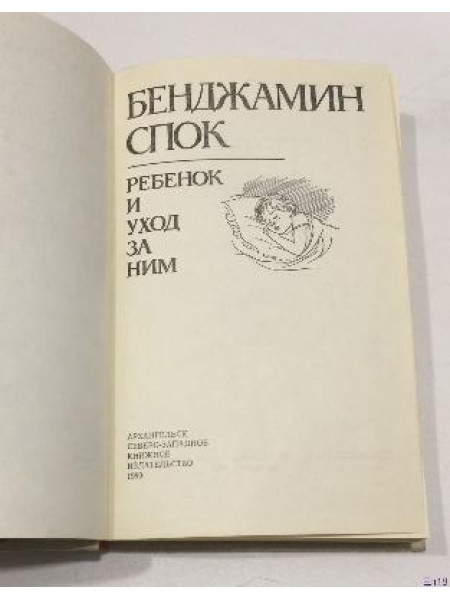 БЕНДЖАМИН
СПОК
РЕБЕНОК
И
УХОД
ЗА
НИМ
АРХАНГЕЛЬСК
СЕВЕРО-ЗАПАДНОЕ
КНИЖНОЕ
ИЗДАТЕЛЬСТВО